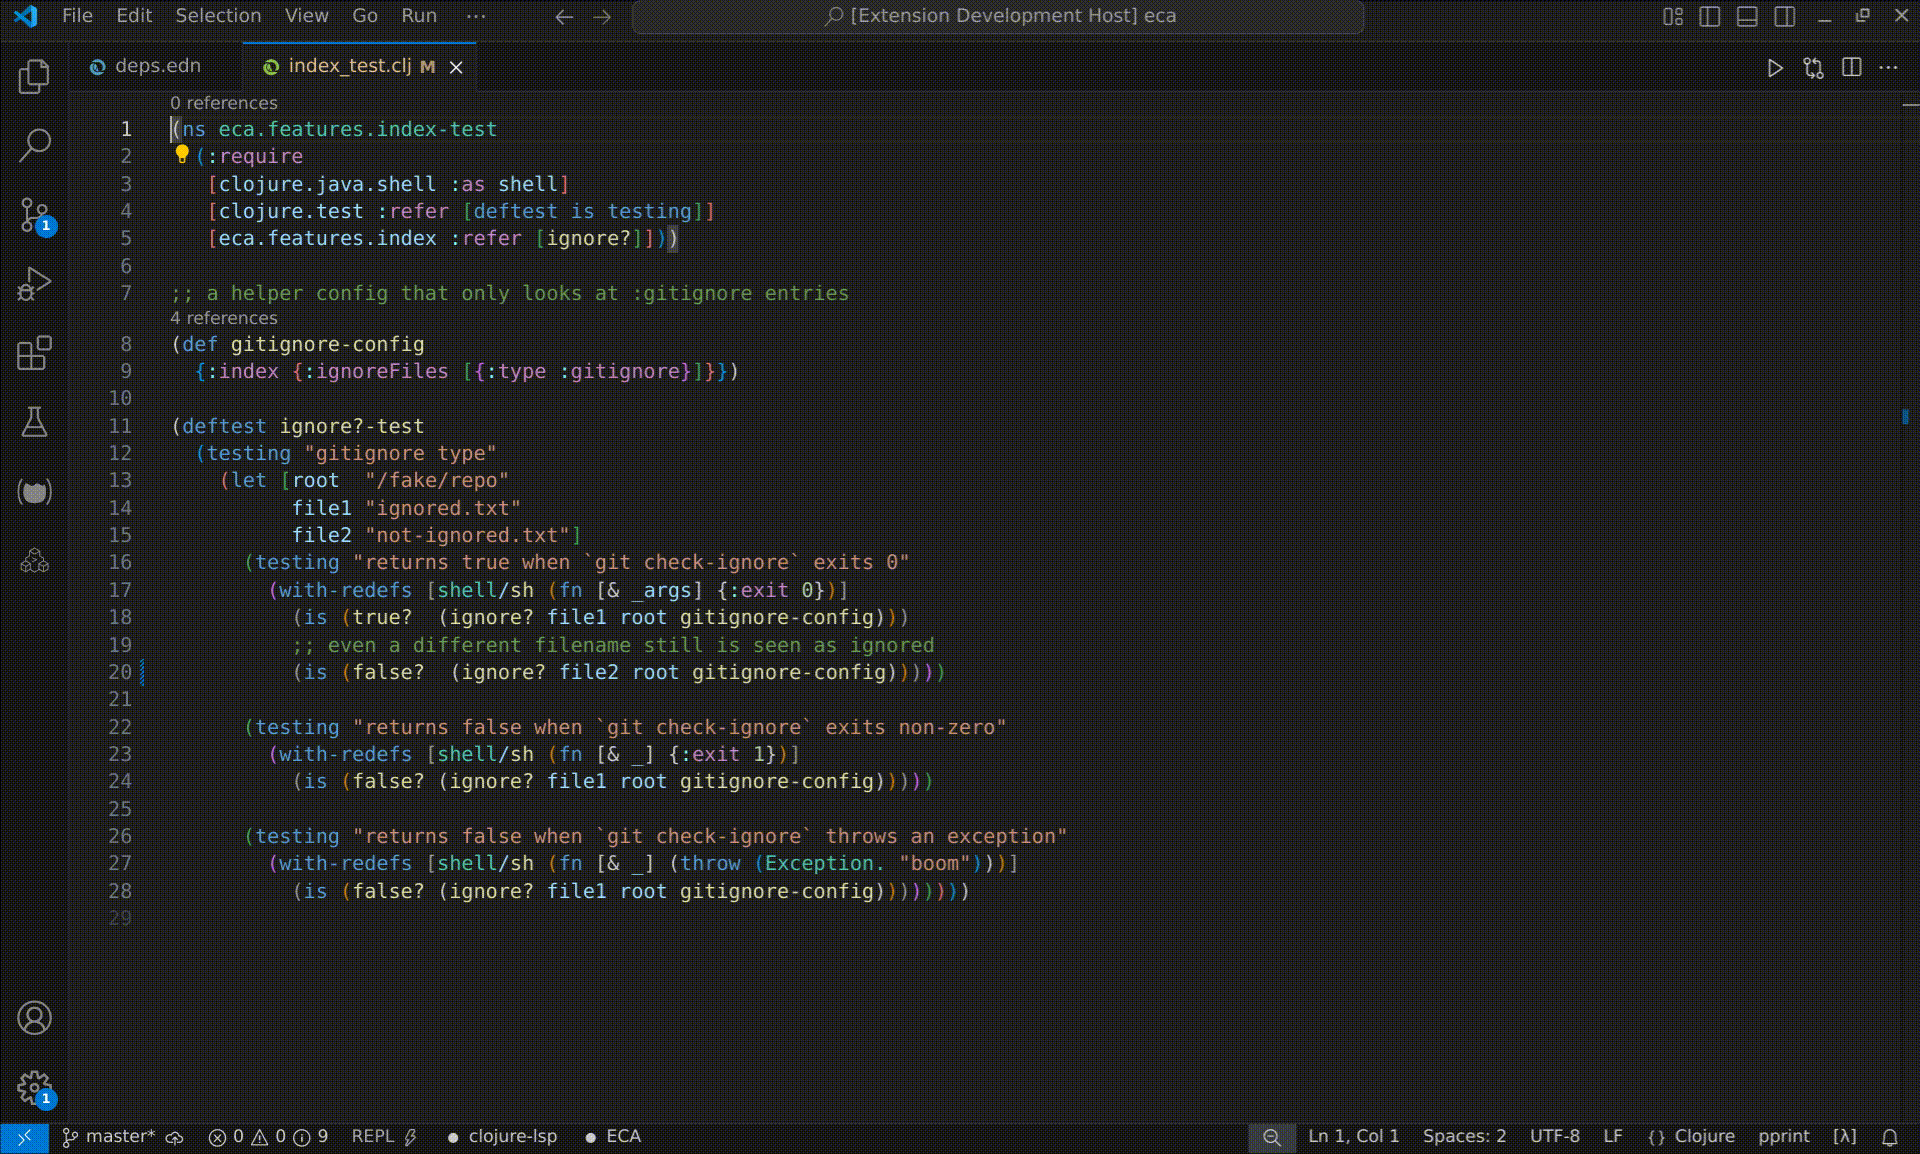 File Edit Selection View Go Run ··· [Extension Development Host] eca
deps.edn index_test.clj M
0 references
1 (ns eca.features.index-test
2   (:require
3    [clojure.java.shell :as shell]
4    [clojure.test :refer [deftest is testing]]
5    [eca.features.index :refer [ignore?]]))
6
7 ;; a helper config that only looks at :gitignore entries
4 references
8 (def gitignore-config
9   {:index {:ignoreFiles [{:type :gitignore}]}})
10
11 (deftest ignore?-test
12   (testing "gitignore type"
13     (let [root  "/fake/repo"
14           file1 "ignored.txt"
15           file2 "not-ignored.txt"]
16       (testing "returns true when `git check-ignore` exits 0"
17         (with-redefs [shell/sh (fn [& _args] {:exit 0})]
18           (is (true?  (ignore? file1 root gitignore-config)))
19           ;; even a different filename still is seen as ignored
20           (is (false?  (ignore? file2 root gitignore-config)))))
21
22       (testing "returns false when `git check-ignore` exits non-zero"
23         (with-redefs [shell/sh (fn [& _] {:exit 1})]
24           (is (false? (ignore? file1 root gitignore-config)))))
25
26       (testing "returns false when `git check-ignore` throws an exception"
27         (with-redefs [shell/sh (fn [& _] (throw (Exception. "boom")))]
28           (is (false? (ignore? file1 root gitignore-config))))))))
29
1
1
master* 0 0 9 REPL clojure-lsp ECA Ln 1, Col 1 Spaces: 2 UTF-8 LF {} Clojure pprint [λ]